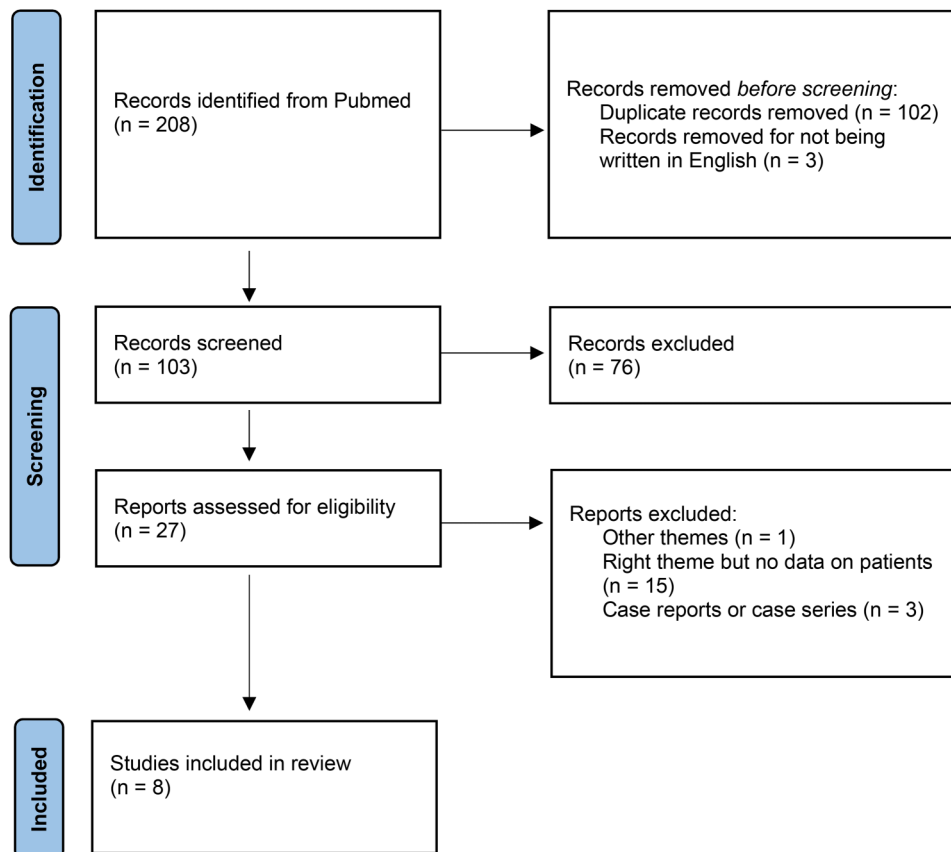 Identification
Records identified from Pubmed
(n = 208)
Records removed before screening:
Duplicate records removed (n = 102)
Records removed for not being
written in English (n = 3)
Screening
Records screened
(n = 103)
Records excluded
(n = 76)
Reports assessed for eligibility
(n = 27)
Reports excluded:
Other themes (n = 1)
Right theme but no data on patients
(n = 15)
Case reports or case series (n = 3)
Included
Studies included in review
(n = 8)